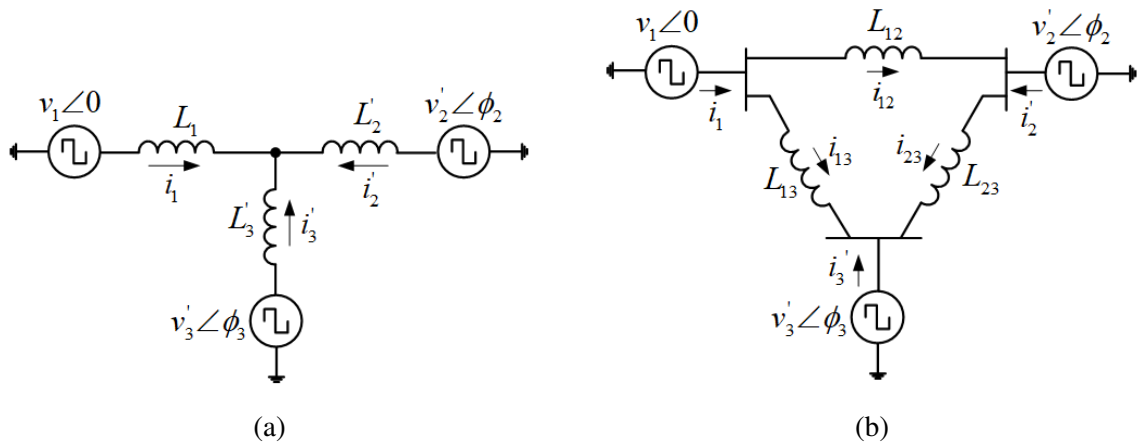 v₁∠0
L₁
i₁
L₂'
v₂'∠ϕ₂
i₂'
L₃'
i₃'
v₃'∠ϕ₃
(a)
v₁∠0
i₁
L₁₂
i₁₂
v₂'∠ϕ₂
i₂'
i₁₃
L₁₃
i₂₃
L₂₃
i₃'
v₃'∠ϕ₃
(b)